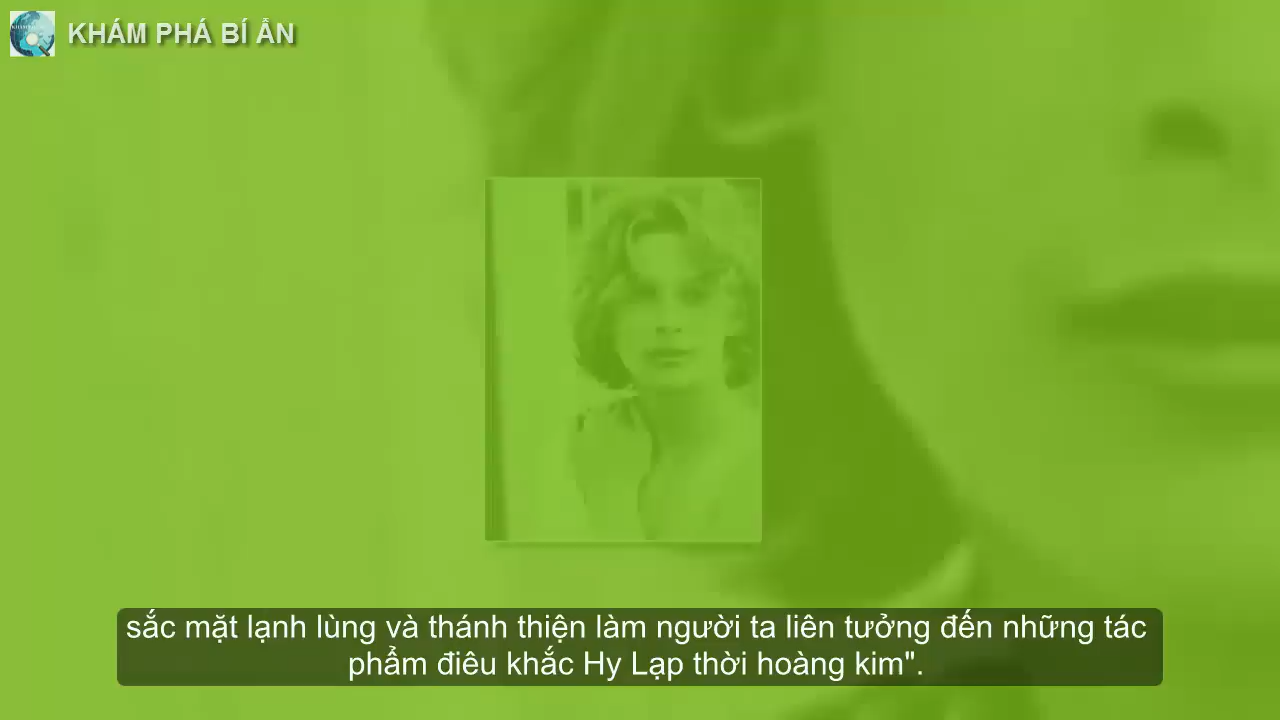 KHÁM PHÁ BÍ ẨN
sắc mặt lạnh lùng và thánh thiện làm người ta liên tưởng đến những tác
phẩm điêu khắc Hy Lạp thời hoàng kim".